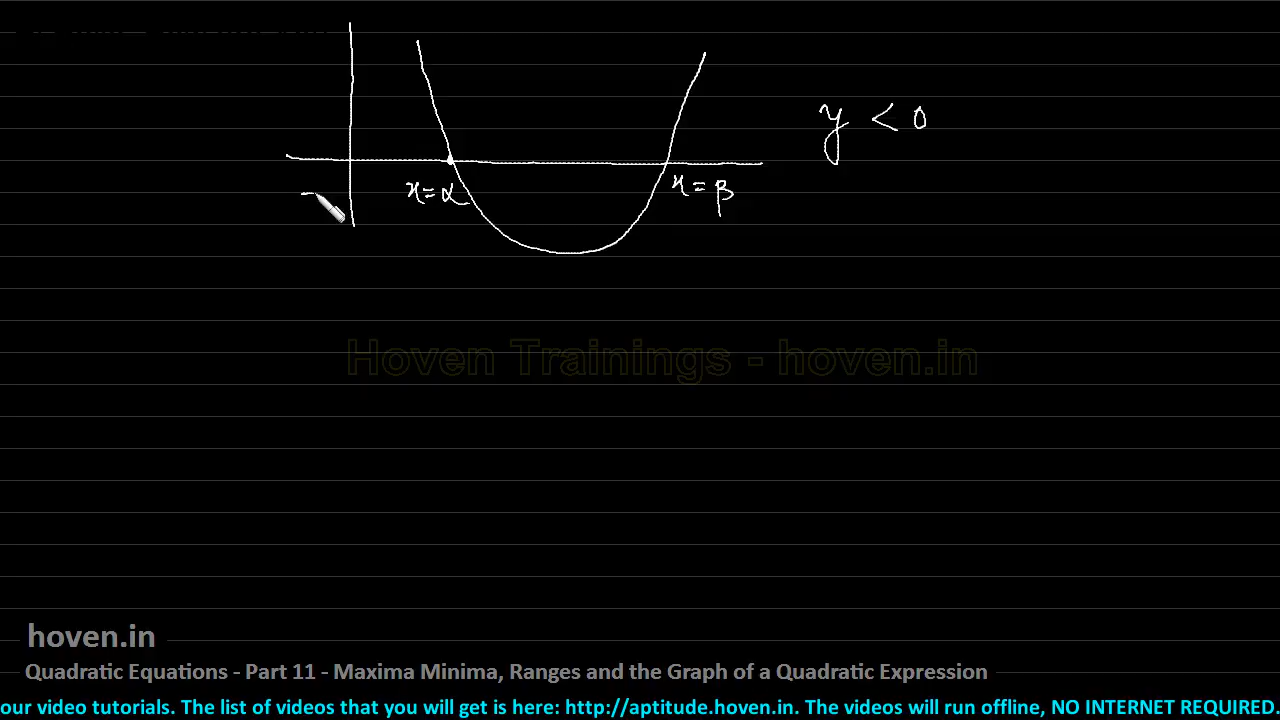 y < 0
x = α
x = β
Hoven Trainings - hoven.in
hoven.in
Quadratic Equations - Part 11 - Maxima Minima, Ranges and the Graph of a Quadratic Expression
our video tutorials. The list of videos that you will get is here: http://aptitude.hoven.in. The videos will run offline, NO INTERNET REQUIRED.